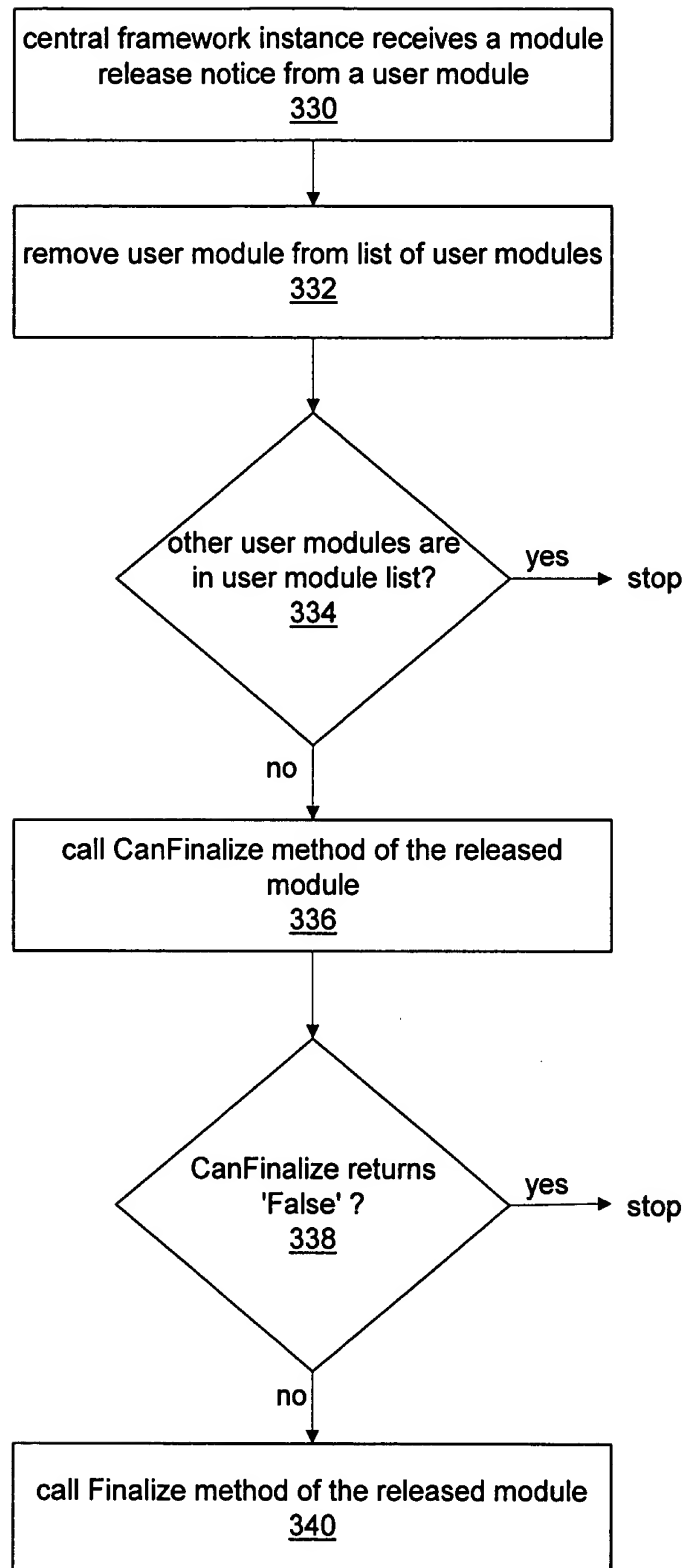 central framework instance receives a module
release notice from a user module
330
remove user module from list of user modules
332
other user modules are
in user module list?
334
yes
stop
no
call CanFinalize method of the released
module
336
CanFinalize returns
'False' ?
338
yes
stop
no
call Finalize method of the released module
340